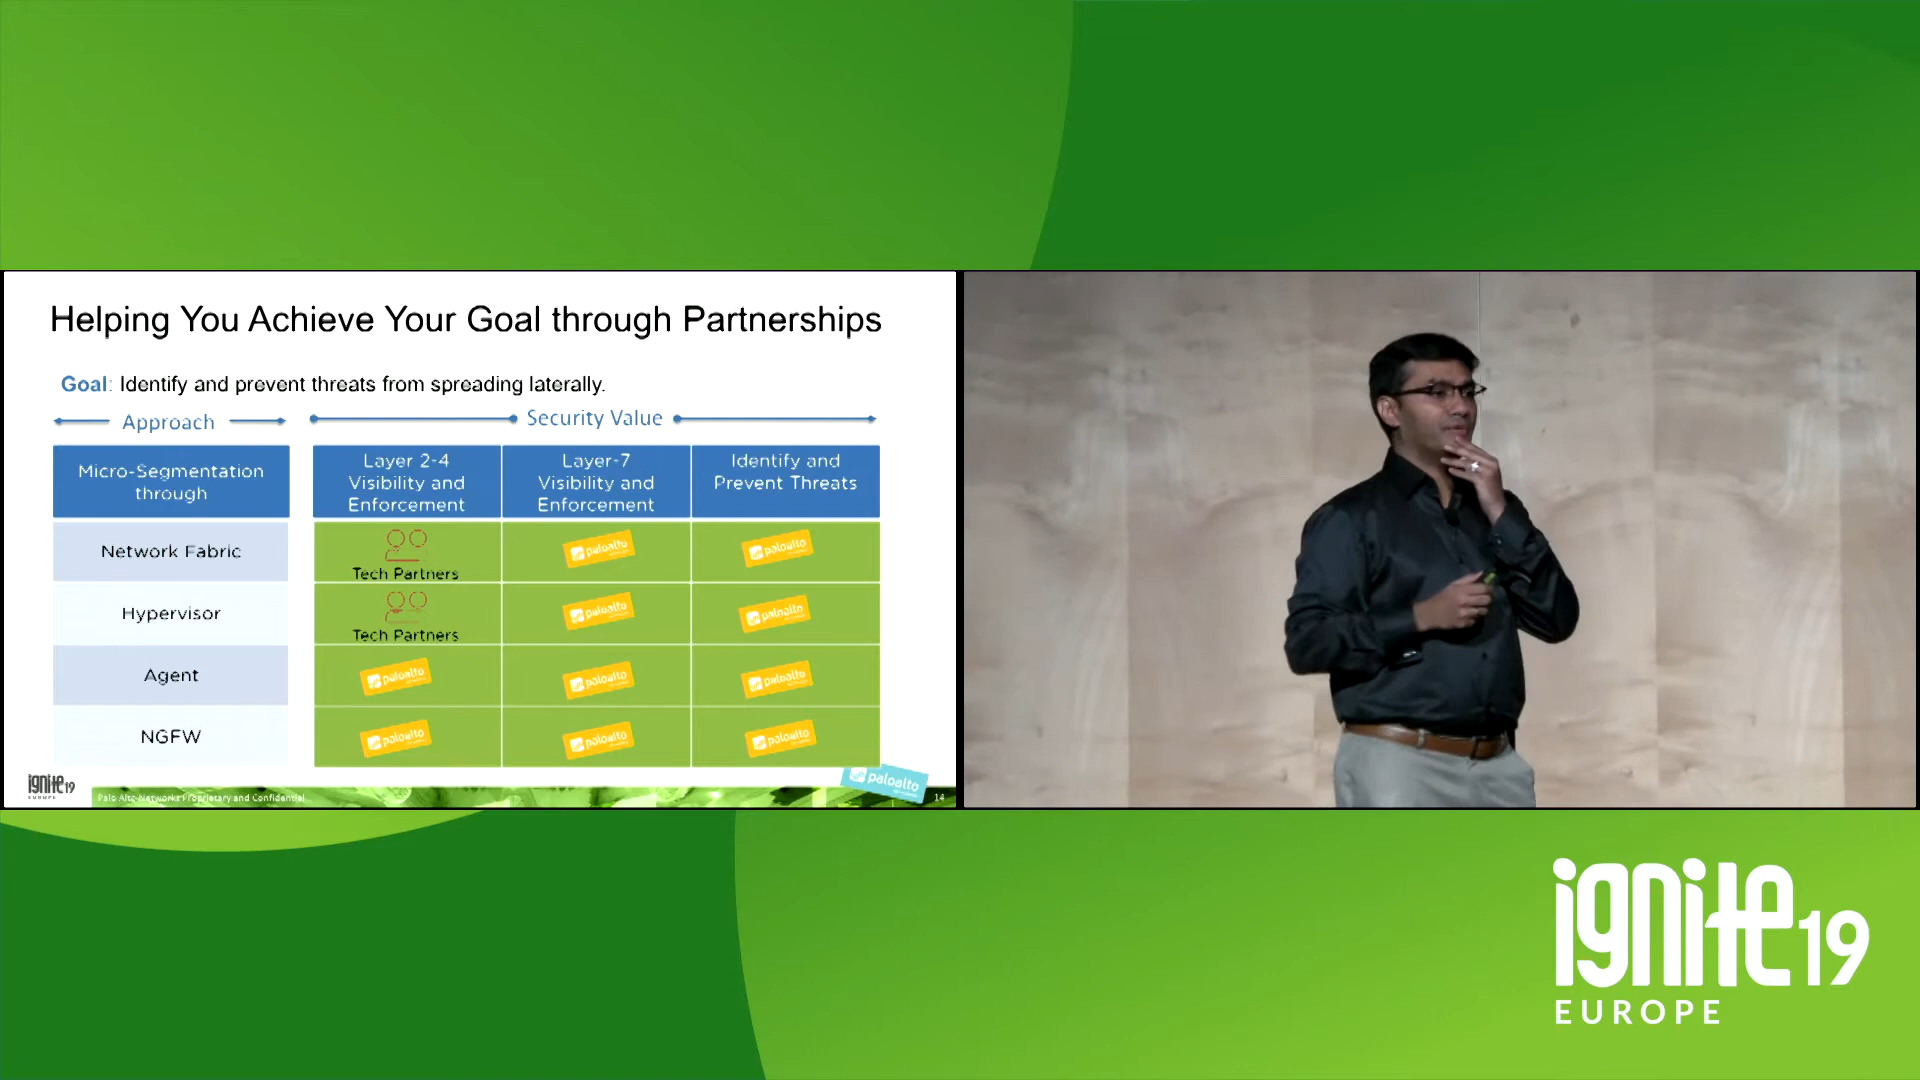 Helping You Achieve Your Goal through Partnerships
Goal: Identify and prevent threats from spreading laterally.
Approach
Security Value
Micro-Segmentation
through
Layer 2-4
Visibility and
Enforcement
Layer-7
Visibility and
Enforcement
Identify and
Prevent Threats
Network Fabric
Tech Partners
paloalto
paloalto
Hypervisor
Tech Partners
paloalto
paloalto
Agent
paloalto
paloalto
paloalto
NGFW
paloalto
paloalto
paloalto
ignite19
EUROPE
Palo Alto Networks Proprietary and Confidential
paloalto
14
ignite19
EUROPE